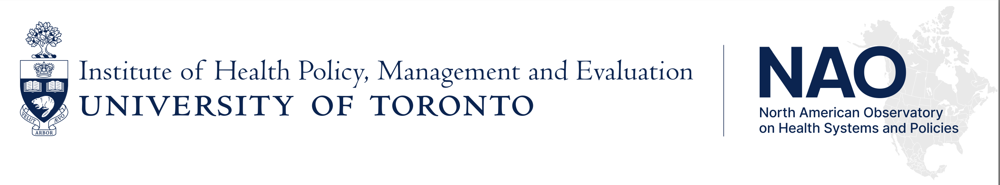 Institute of Health Policy, Management and Evaluation
UNIVERSITY OF TORONTO
VELUT ARBOR ÆVO
NAO
North American Observatory
on Health Systems and Policies